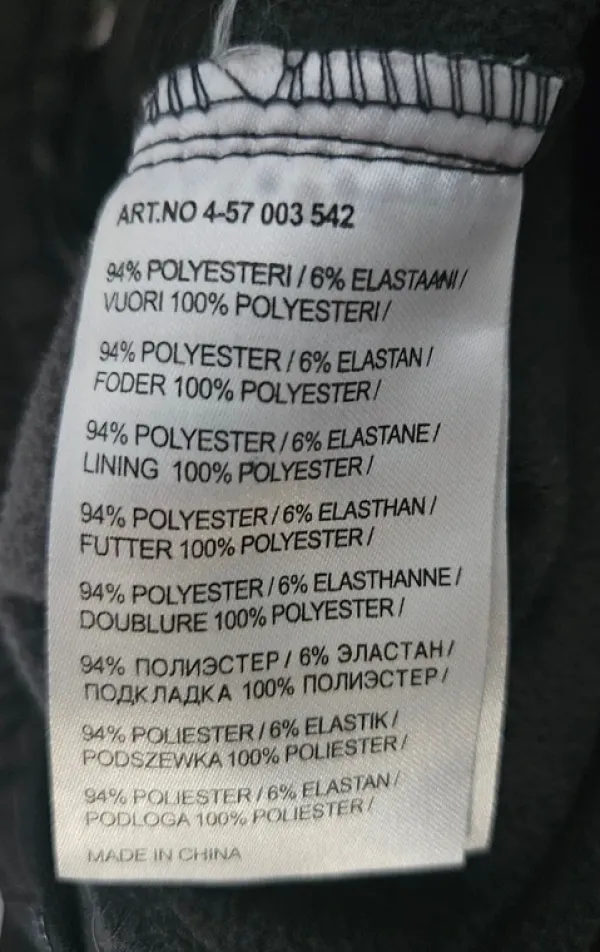 ART.NO 4-57 003 542
94% POLYESTERI / 6% ELASTAANI/
VUORI 100% POLYESTERI/
94% POLYESTER / 6% ELASTAN /
FODER 100% POLYESTER/
94% POLYESTER / 6% ELASTANE /
LINING 100% POLYESTER /
94% POLYESTER / 6% ELASTHAN /
FUTTER 100% POLYESTER /
94% POLYESTER / 6% ELASTHANNE /
DOUBLURE 100% POLYESTER /
94% ПОЛИЭСТЕР / 6% ЭЛАСТАН /
ПОДКЛАДКА 100% ПОЛИЭСТЕР/
94% POLIESTER / 6% ELASTIK /
PODSZEWKA 100% POLIESTER/
94% POLIESTER / 6% ELASTAN/
PODLOGA 100% POLIESTER /
MADE IN CHINA